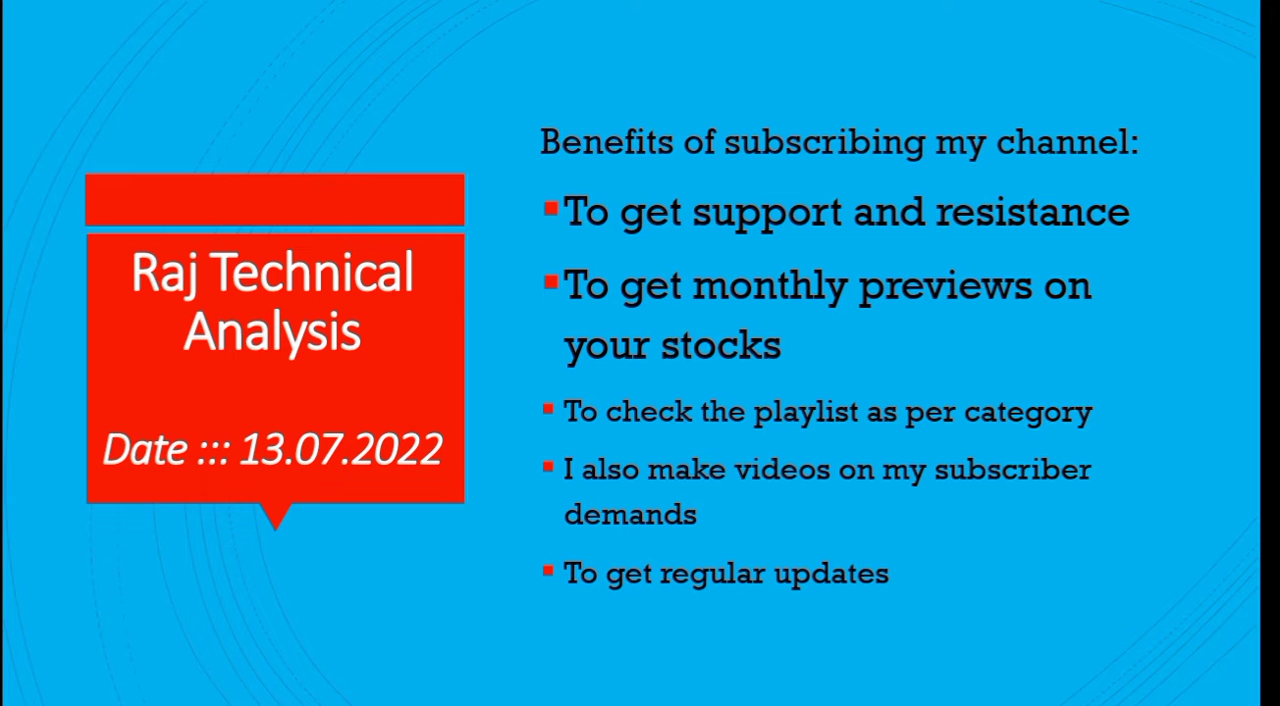 Raj Technical
Analysis
Date ::: 13.07.2022
Benefits of subscribing my channel:
▪To get support and resistance
▪To get monthly previews on
your stocks
▪To check the playlist as per category
▪I also make videos on my subscriber
demands
▪To get regular updates